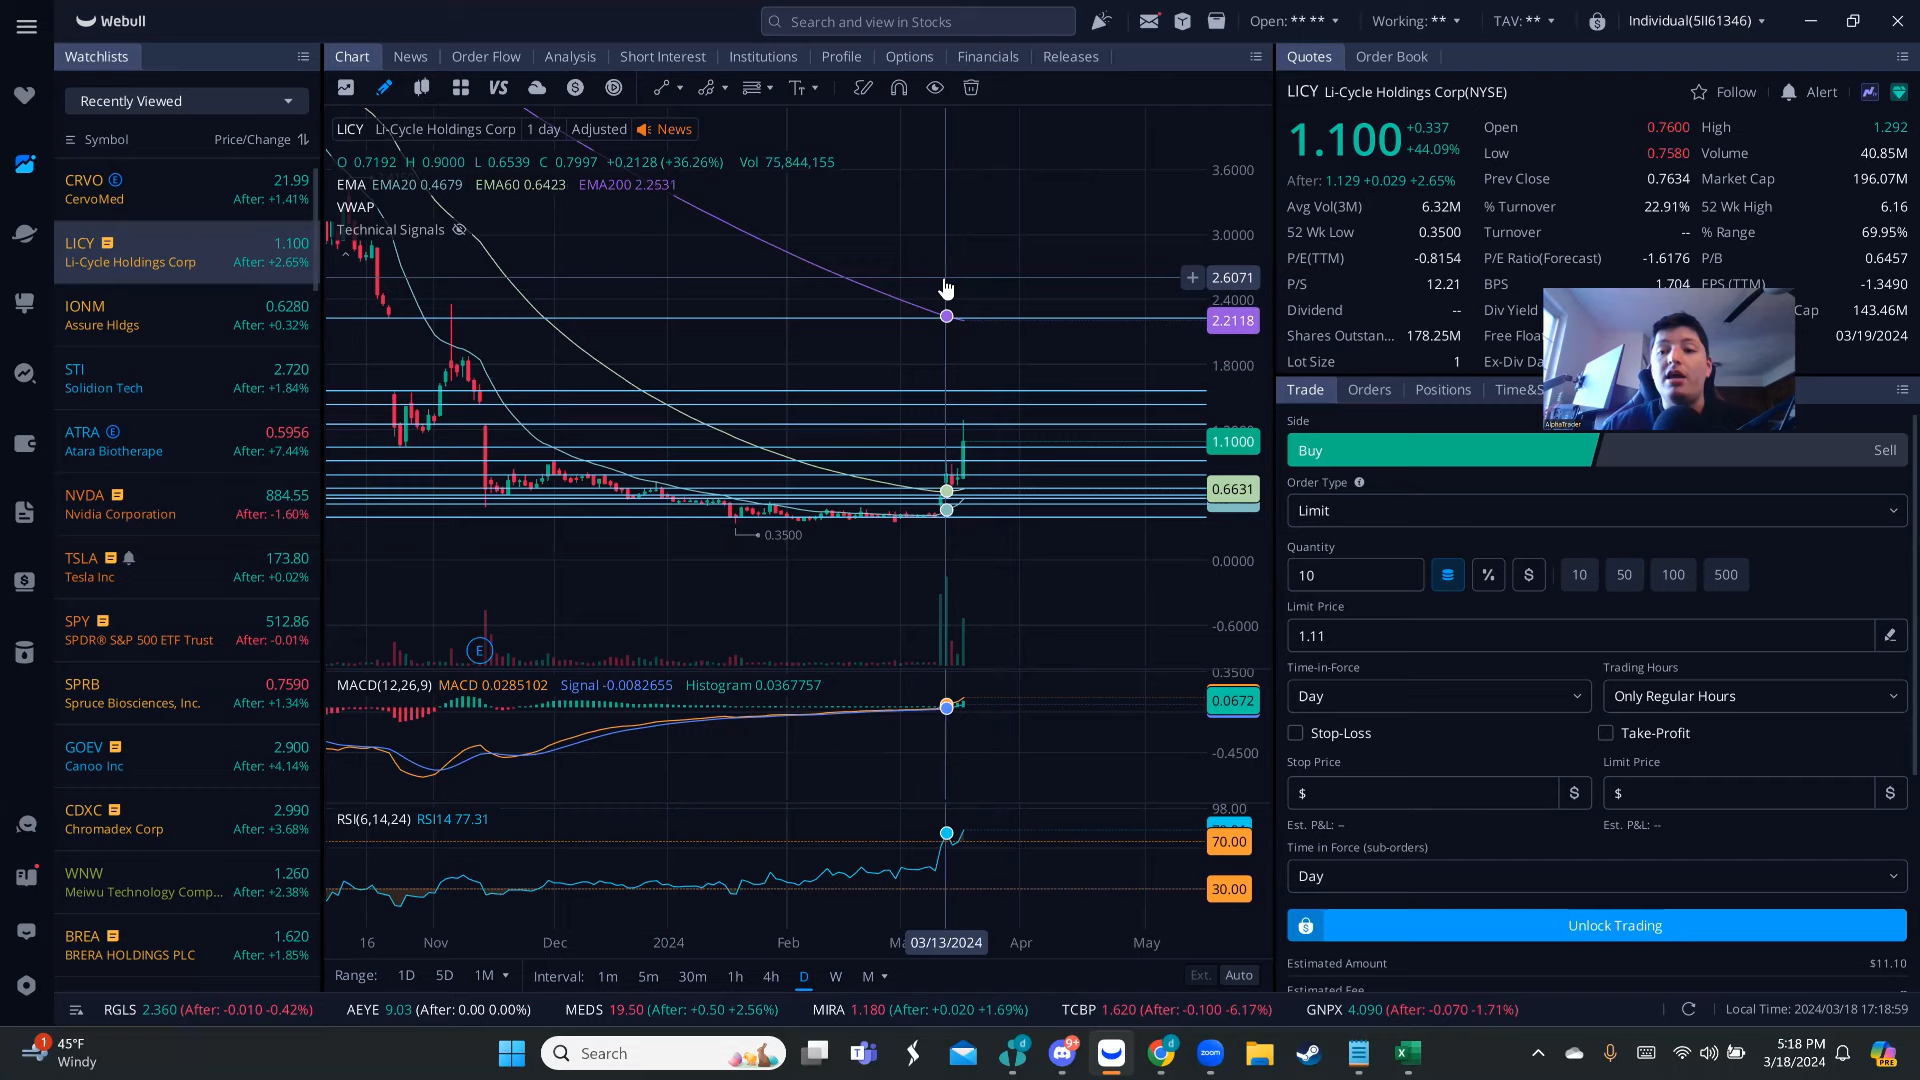 Webull
Search and view in Stocks
Open: ** **
Working: **
TAV: **
Individual(5II61346)
Watchlists
Chart
News
Order Flow
Analysis
Short Interest
Institutions
Profile
Options
Financials
Releases
Quotes
Order Book
Recently Viewed
Symbol
Price/Change
CRVO 21.99
CervoMed After: +1.41%
LICY 1.100
Li-Cycle Holdings Corp After: +2.65%
IONM 0.6280
Assure Hldgs After: +0.32%
STI 2.720
Solidion Tech After: +1.84%
ATRA 0.5956
Atara Biotherape After: +7.44%
NVDA 884.55
Nvidia Corporation After: -1.60%
TSLA 173.80
Tesla Inc After: +0.02%
SPY 512.86
SPDR® S&P 500 ETF Trust After: -0.01%
SPRB 0.7590
Spruce Biosciences, Inc. After: +1.34%
GOEV 2.900
Canoo Inc After: +4.14%
CDXC 2.990
Chromadex Corp After: +3.68%
WNW 1.260
Meiwu Technology Comp... After: +2.38%
BREA 1.620
BRERA HOLDINGS PLC After: +1.85%
VS
LICY Li-Cycle Holdings Corp 1 day Adjusted News
O 0.7192 H 0.9000 L 0.6539 C 0.7997 +0.2128 (+36.26%) Vol 75,844,155
EMA EMA20 0.4679 EMA60 0.6423 EMA200 2.2531
VWAP
Technical Signals
3.6000
3.0000
2.6071
2.4000
2.2118
1.8000
1.1000
0.6631
0.3500
0.0000
-0.6000
E
0.3500
MACD(12,26,9) MACD 0.0285102 Signal -0.0082655 Histogram 0.0367757
0.0672
-0.4500
98.00
RSI(6,14,24) RSI14 77.31
70.00
30.00
16 Nov Dec 2024 Feb 03/13/2024 Apr May
Range: 1D 5D 1M Interval: 1m 5m 30m 1h 4h D W M
Ext. Auto
LICY Li-Cycle Holdings Corp(NYSE)
Follow
Alert
1.100 +0.337
+44.09%
After: 1.129 +0.029 +2.65%
Open 0.7600 High 1.292
Low 0.7580 Volume 40.85M
Prev Close 0.7634 Market Cap 196.07M
Avg Vol(3M) 6.32M % Turnover 22.91% 52 Wk High 6.16
52 Wk Low 0.3500 Turnover -- % Range 69.95%
P/E(TTM) -0.8154 P/E Ratio(Forecast) -1.6176 P/B 0.6457
P/S 12.21 BPS 1.704 EPS (TTM) -1.3490
Dividend -- Div Yield Cap 143.46M
Shares Outstan... 178.25M Free Floa 03/19/2024
Lot Size 1 Ex-Div Da
AlphaTrader
Trade
Orders
Positions
Time&S
Side
Buy
Sell
Order Type
Limit
Quantity
10
% $ 10 50 100 500
Limit Price
1.11
Time-in-Force
Trading Hours
Day
Only Regular Hours
Stop-Loss
Take-Profit
Stop Price
Limit Price
$ $
$ $
Est. P&L: --
Est. P&L: --
Time in Force (sub-orders)
Day
Unlock Trading
Estimated Amount $11.10
RGLS 2.360 (After: -0.010 -0.42%)
AEYE 9.03 (After: 0.00 0.00%)
MEDS 19.50 (After: +0.50 +2.56%)
MIRA 1.180 (After: +0.020 +1.69%)
TCBP 1.620 (After: -0.100 -6.17%)
GNPX 4.090 (After: -0.070 -1.71%)
Local Time: 2024/03/18 17:18:59
1
45°F
Windy
Search
d
9+
d
zoom
5:18 PM
3/18/2024
PRE